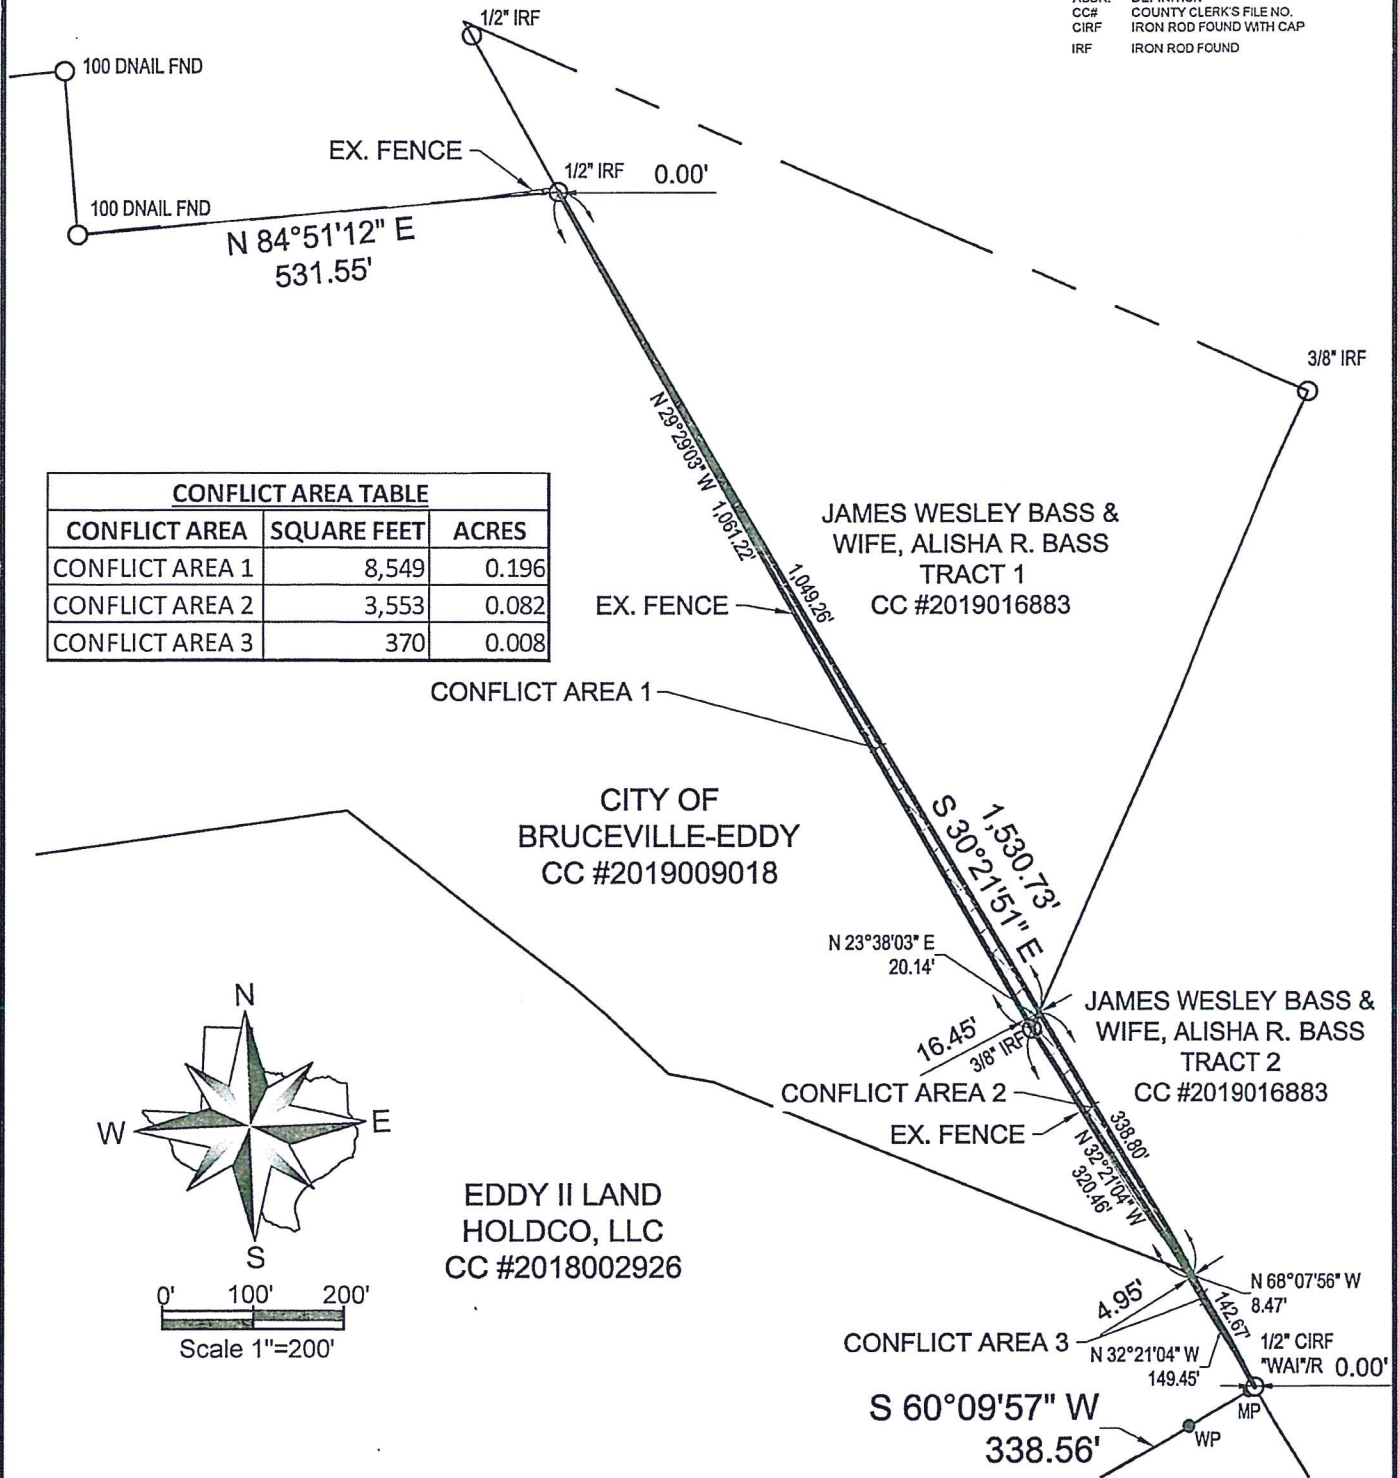 CC# COUNTY CLERK'S FILE NO.
CIRF IRON ROD FOUND WITH CAP
IRF IRON ROD FOUND
1/2" IRF
100 DNAIL FND
EX. FENCE
1/2" IRF
0.00'
100 DNAIL FND
N 84°51'12" E
531.55'
3/8" IRF
N 29°29'03" W 1,061.22'
CONFLICT AREA TABLE
CONFLICT AREA SQUARE FEET ACRES
CONFLICT AREA 1 8,549 0.196
CONFLICT AREA 2 3,553 0.082
CONFLICT AREA 3 370 0.008
JAMES WESLEY BASS &
WIFE, ALISHA R. BASS
TRACT 1
CC #2019016883
1,049.26'
EX. FENCE
CONFLICT AREA 1
CITY OF
BRUCEVILLE-EDDY
CC #2019009018
1,530.73'
S 30°21'51" E
N 23°38'03" E
20.14'
16.45'
3/8" IRF
JAMES WESLEY BASS &
WIFE, ALISHA R. BASS
TRACT 2
CC #2019016883
CONFLICT AREA 2
EX. FENCE
338.80'
N 32°21'04" W
320.46'
N
W
E
S
0' 100' 200'
Scale 1"=200'
EDDY II LAND
HOLDCO, LLC
CC #2018002926
N 68°07'56" W
8.47'
4.95'
142.67'
CONFLICT AREA 3
N 32°21'04" W
149.45'
1/2" CIRF
"WAI"/R 0.00'
S 60°09'57" W
338.56'
MP
WP